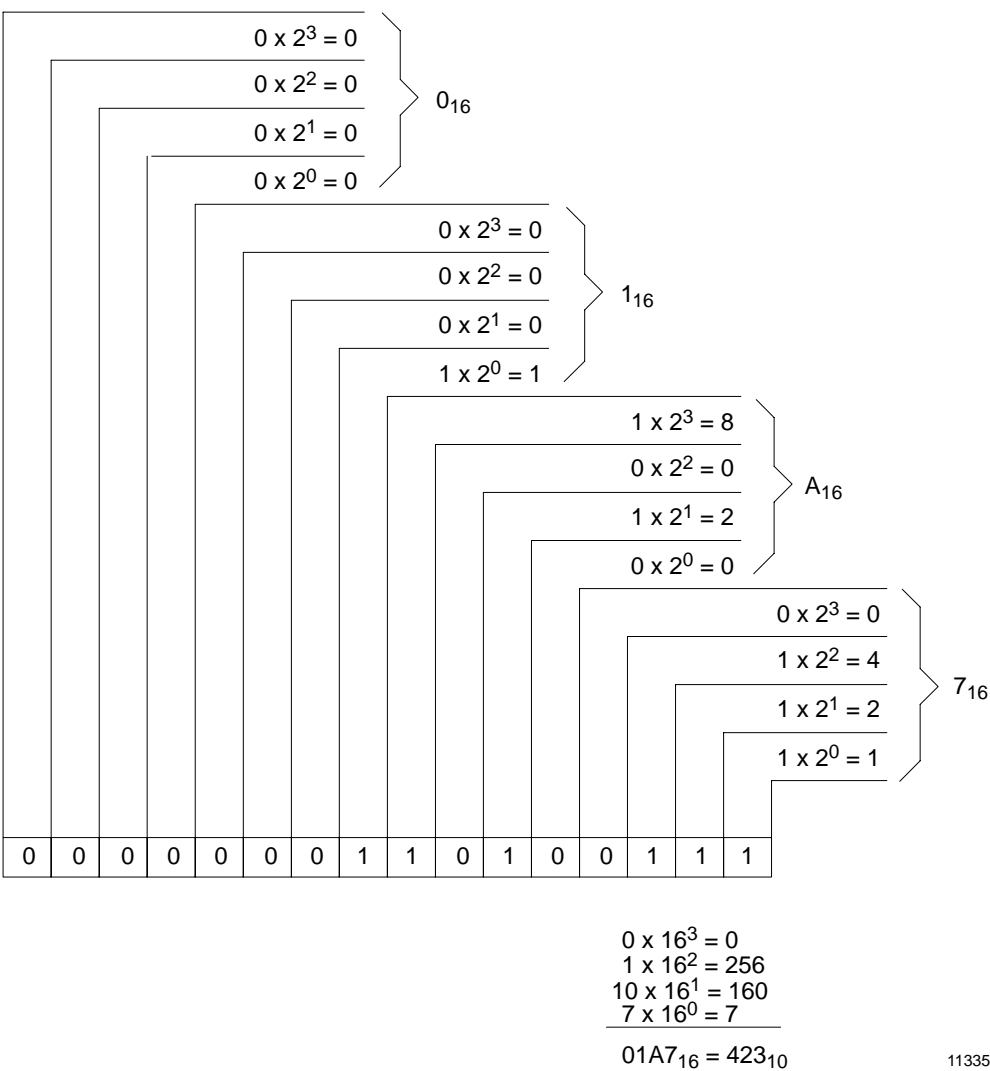 0 x 2³ = 0
0 x 2² = 0
0₁₆
0 x 2¹ = 0
0 x 2⁰ = 0
0 x 2³ = 0
0 x 2² = 0
1₁₆
0 x 2¹ = 0
1 x 2⁰ = 1
1 x 2³ = 8
0 x 2² = 0
A₁₆
1 x 2¹ = 2
0 x 2⁰ = 0
0 x 2³ = 0
1 x 2² = 4
7₁₆
1 x 2¹ = 2
1 x 2⁰ = 1
0 0 0 0 0 0 0 1 1 0 1 0 0 1 1 1
0 x 16³ = 0
1 x 16² = 256
10 x 16¹ = 160
7 x 16⁰ = 7
01A7₁₆ = 423₁₀
11335